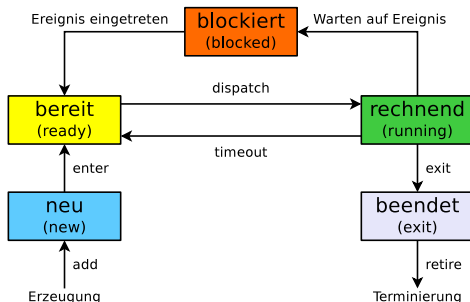 blockiert
(blocked)
Ereignis eingetreten
Warten auf Ereignis
bereit
(ready)
dispatch
rechnend
(running)
timeout
enter
exit
neu
(new)
beendet
(exit)
add
retire
Erzeugung
Terminierung